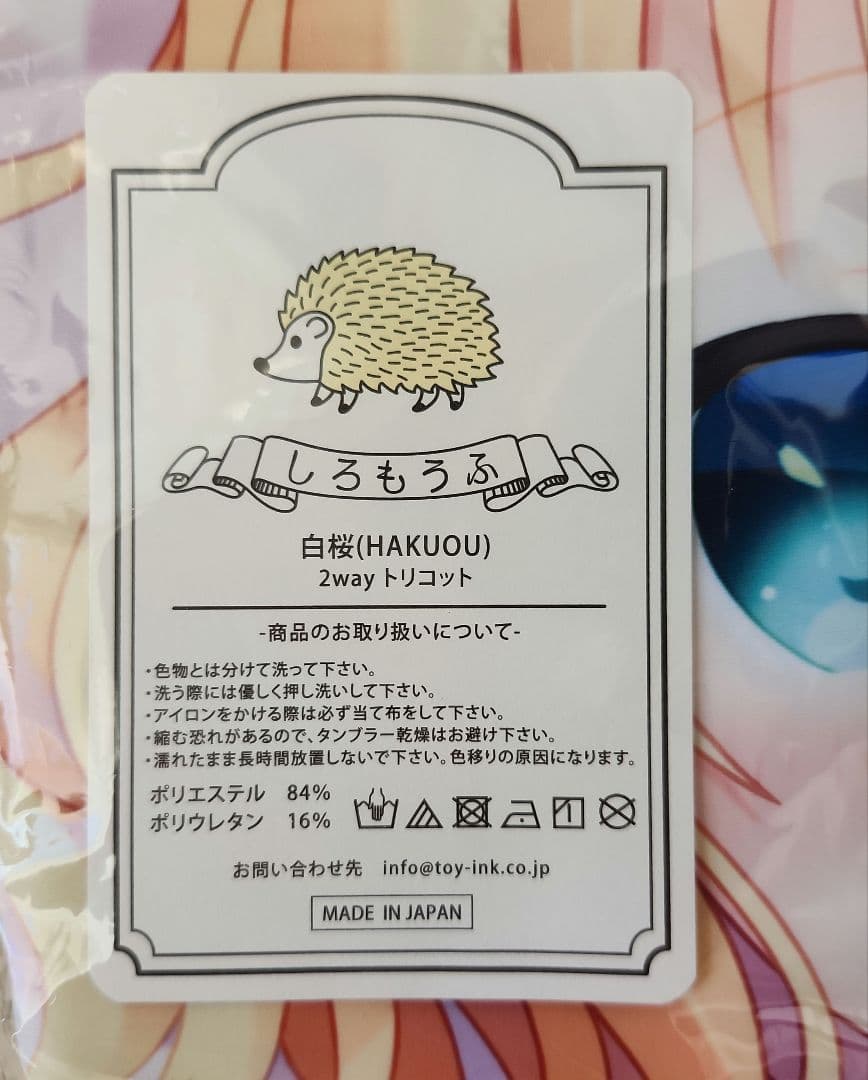 しろもうふ
白桜(HAKUOU)
2way トリコット
-商品のお取り扱いについて-
・色物とは分けて洗って下さい。
・洗う際には優しく押し洗いして下さい。
・アイロンをかける際は必ず当て布をして下さい。
・縮む恐れがあるので、タンブラー乾燥はお避け下さい。
・濡れたまま長時間放置しないで下さい。色移りの原因になります。
ポリエステル 84%
ポリウレタン 16%
お問い合わせ先 info@toy-ink.co.jp
MADE IN JAPAN